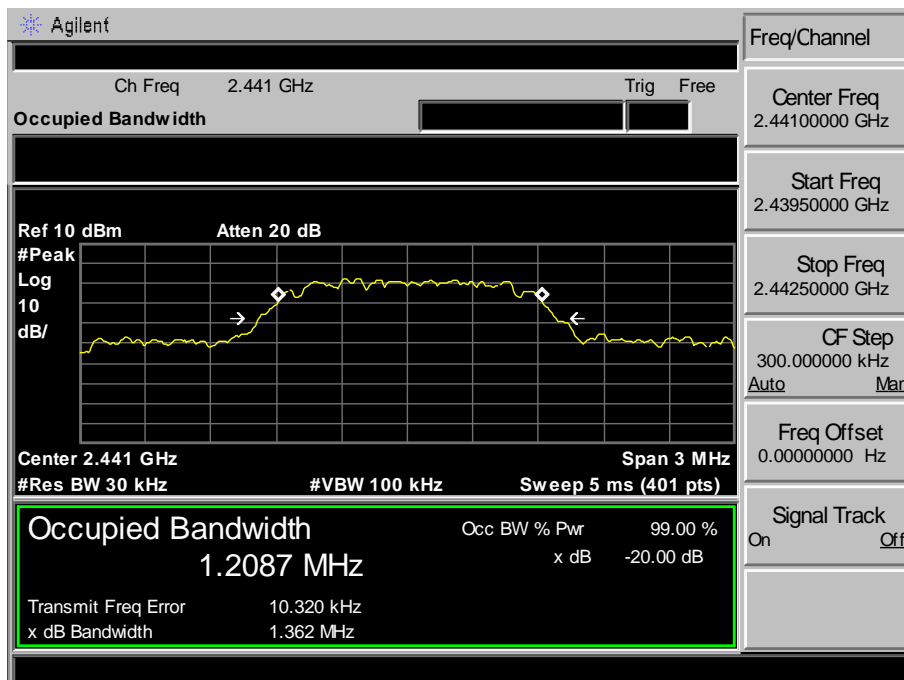 Agilent
Freq/Channel
Ch Freq 2.441 GHz Trig Free
Occupied Bandwidth
Center Freq
2.44100000 GHz
Start Freq
2.43950000 GHz
Ref 10 dBm Atten 20 dB
#Peak
Log
10
dB/
Stop Freq
2.44250000 GHz
CF Step
300.000000 kHz
Auto Man
Freq Offset
0.00000000 Hz
Center 2.441 GHz Span 3 MHz
#Res BW 30 kHz #VBW 100 kHz Sweep 5 ms (401 pts)
Signal Track
On Off
Occupied Bandwidth
1.2087 MHz
Occ BW % Pwr 99.00 %
x dB -20.00 dB
Transmit Freq Error 10.320 kHz
x dB Bandwidth 1.362 MHz